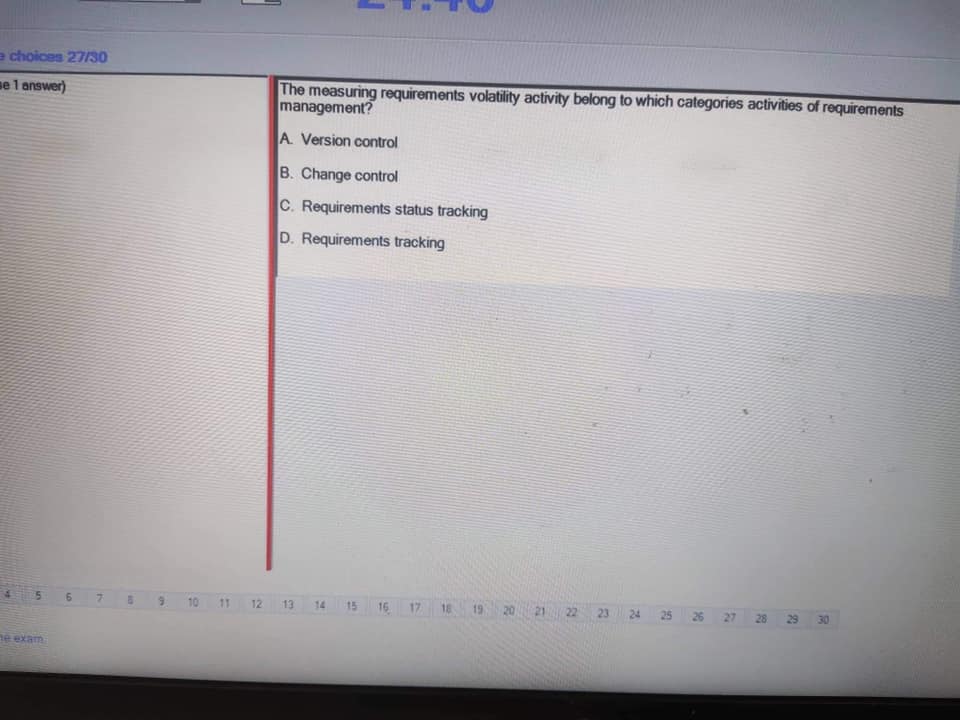 choices 27/30
1 answer)
The measuring requirements volatility activity belong to which categories activities of requirements
management?
A. Version control
B. Change control
C. Requirements status tracking
D. Requirements tracking
4 5 6 7 8 9 10 11 12 13 14 15 16 17 18 19 20 21 22 23 24 25 26 27 28 29 30
exam.